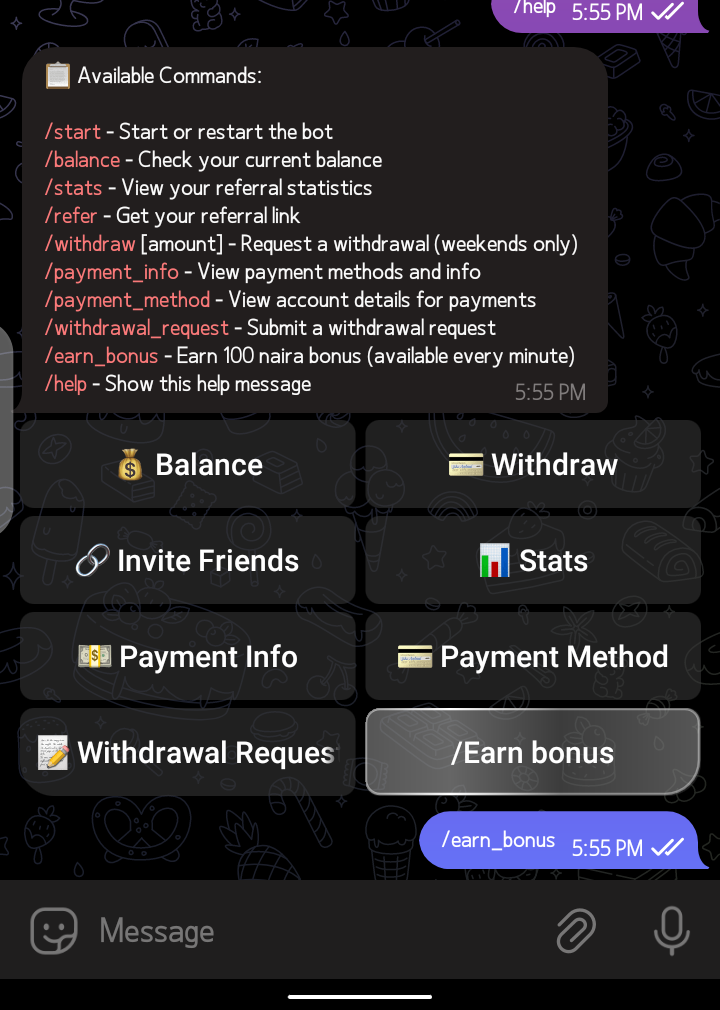 /help 5:55 PM
Available Commands:
/start - Start or restart the bot
/balance - Check your current balance
/stats - View your referral statistics
/refer - Get your referral link
/withdraw [amount] - Request a withdrawal (weekends only)
/payment_info - View payment methods and info
/payment_method - View account details for payments
/withdrawal_request - Submit a withdrawal request
/earn_bonus - Earn 100 naira bonus (available every minute)
/help - Show this help message
5:55 PM
Balance
Withdraw
Invite Friends
Stats
Payment Info
Payment Method
Withdrawal Reques
/Earn bonus
/earn_bonus 5:55 PM
Message